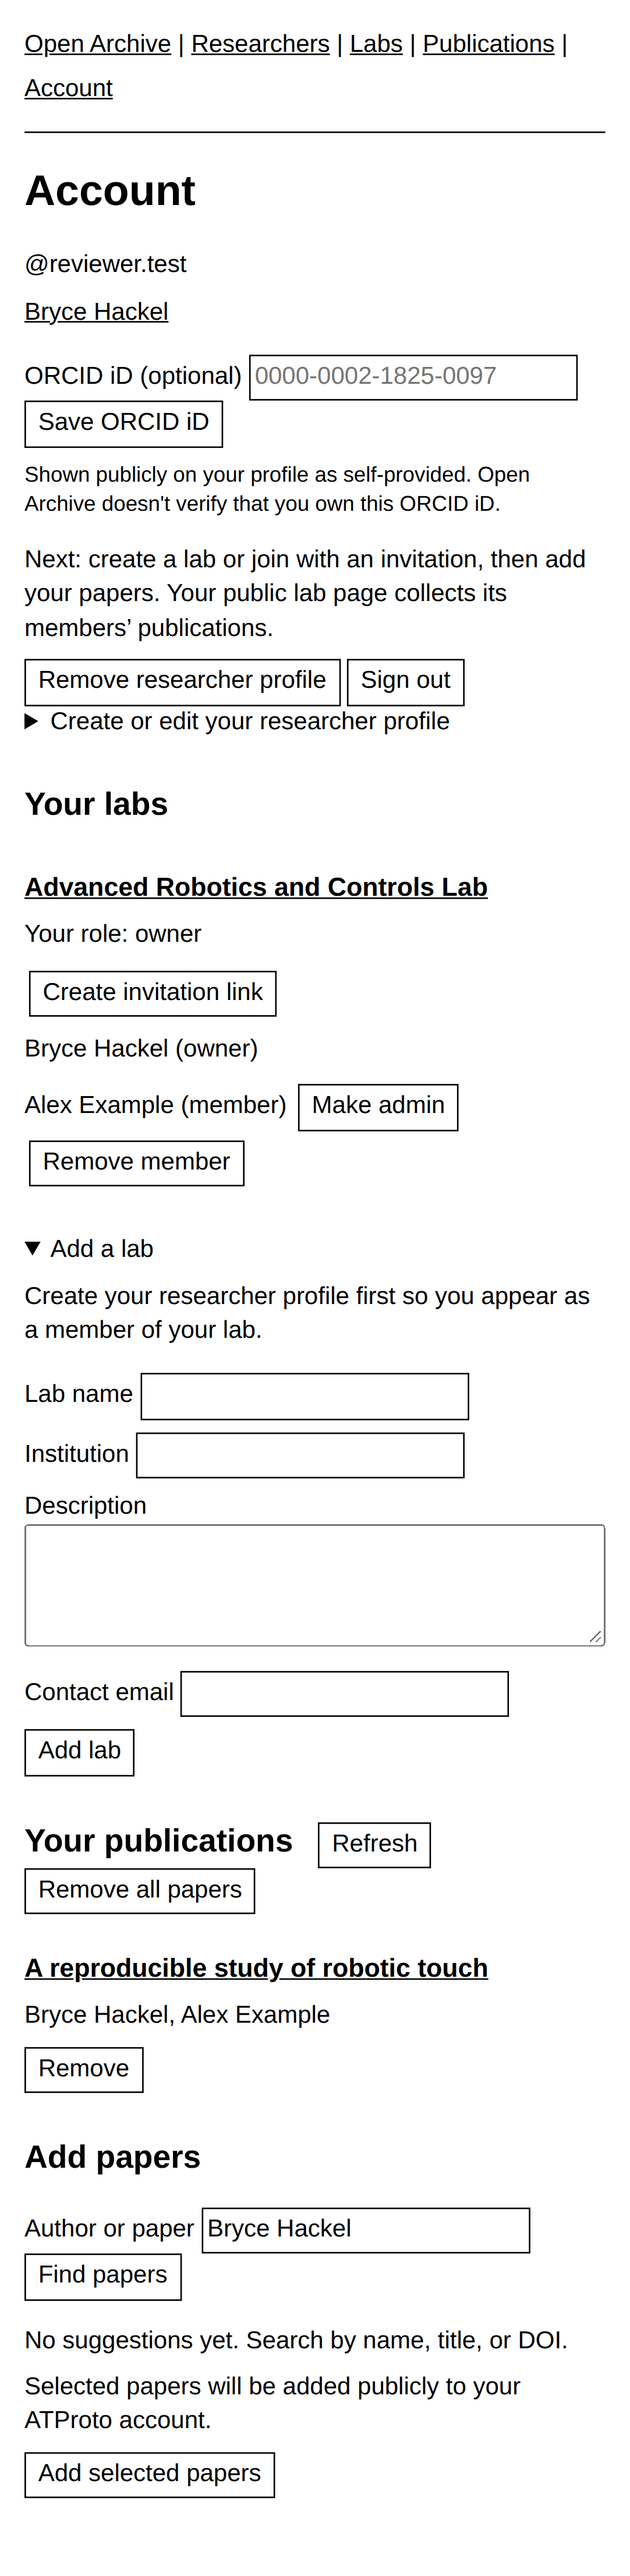 Open Archive | Researchers | Labs | Publications |
Account
Account
@reviewer.test
Bryce Hackel
ORCID iD (optional) 0000-0002-1825-0097
Save ORCID iD
Shown publicly on your profile as self-provided. Open
Archive doesn't verify that you own this ORCID iD.
Next: create a lab or join with an invitation, then add
your papers. Your public lab page collects its
members’ publications.
Remove researcher profile Sign out
Create or edit your researcher profile
Your labs
Advanced Robotics and Controls Lab
Your role: owner
Create invitation link
Bryce Hackel (owner)
Alex Example (member) Make admin
Remove member
Add a lab
Create your researcher profile first so you appear as
a member of your lab.
Lab name
Institution
Description
Contact email
Add lab
Your publications Refresh
Remove all papers
A reproducible study of robotic touch
Bryce Hackel, Alex Example
Remove
Add papers
Author or paper Bryce Hackel
Find papers
No suggestions yet. Search by name, title, or DOI.
Selected papers will be added publicly to your
ATProto account.
Add selected papers